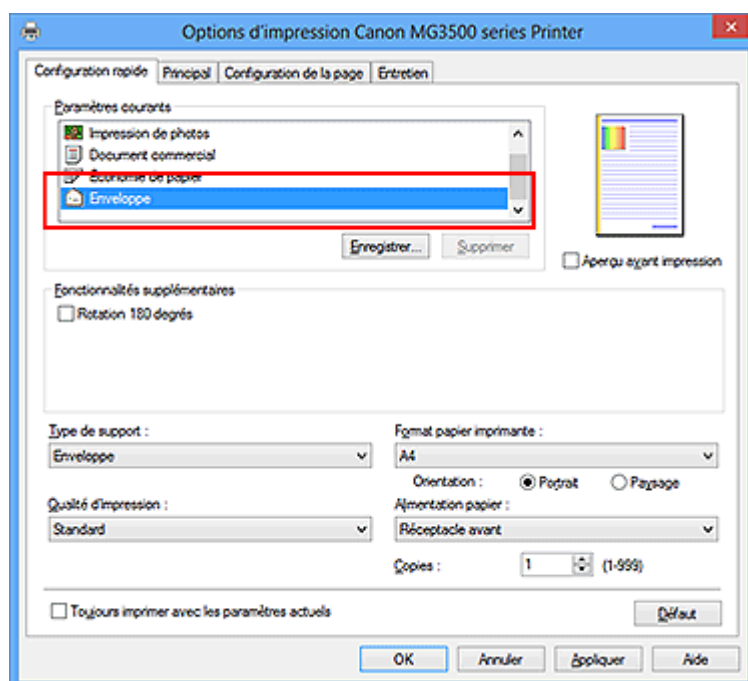 Options d'impression Canon MG3500 series Printer
Configuration rapide Principal Configuration de la page Entretien
Paramètres courants
Impression de photos
Document commercial
Économie de papier
Enveloppe
Enregistrer... Supprimer
Aperçu avant impression
Fonctionnalités supplémentaires
Rotation 180 degrés
Type de support : Format papier imprimante :
Enveloppe A4
Orientation : Portrait Paysage
Qualité d'impression : Alimentation papier :
Standard Réceptacle avant
Copies : 1 (1-999)
Toujours imprimer avec les paramètres actuels Défaut
OK Annuler Appliquer Aide